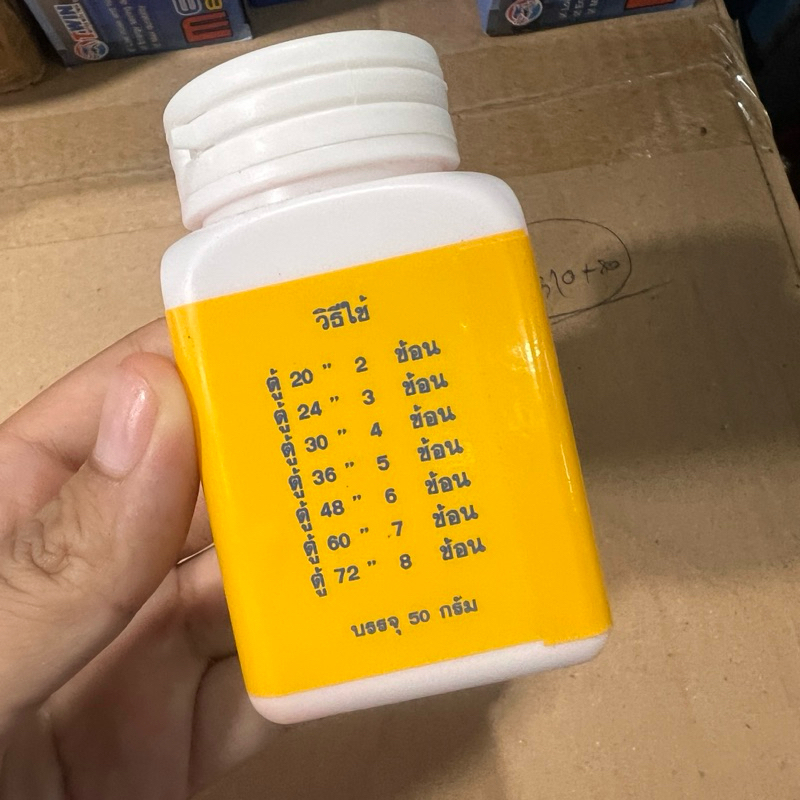 วิธีใช้
ตู้ 20 " 2 ช้อน
ตู้ 24 " 3 ช้อน
ตู้ 30 " 4 ช้อน
ตู้ 36 " 5 ช้อน
ตู้ 48 " 6 ช้อน
ตู้ 60 " 7 ช้อน
ตู้ 72 " 8 ช้อน
บรรจุ 50 กรัม